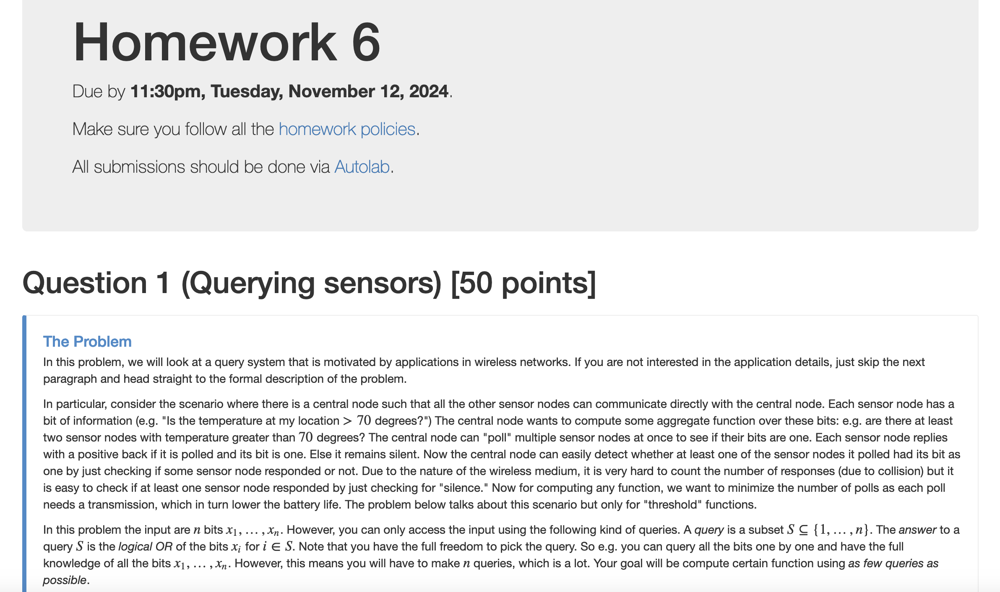 Homework 6
Due by 11:30pm, Tuesday, November 12, 2024.
Make sure you follow all the homework policies.
All submissions should be done via Autolab.
Question 1 (Querying sensors) [50 points]
The Problem
In this problem, we will look at a query system that is motivated by applications in wireless networks. If you are not interested in the application details, just skip the next
paragraph and head straight to the formal description of the problem.
In particular, consider the scenario where there is a central node such that all the other sensor nodes can communicate directly with the central node. Each sensor node has a
bit of information (e.g. "Is the temperature at my location > 70 degrees?") The central node wants to compute some aggregate function over these bits: e.g. are there at least
two sensor nodes with temperature greater than 70 degrees? The central node can "poll" multiple sensor nodes at once to see if their bits are one. Each sensor node replies
with a positive back if it is polled and its bit is one. Else it remains silent. Now the central node can easily detect whether at least one of the sensor nodes it polled had its bit as
one by just checking if some sensor node responded or not. Due to the nature of the wireless medium, it is very hard to count the number of responses (due to collision) but it
is easy to check if at least one sensor node responded by just checking for "silence." Now for computing any function, we want to minimize the number of polls as each poll
needs a transmission, which in turn lower the battery life. The problem below talks about this scenario but only for "threshold" functions.
In this problem the input are n bits x₁, … , xₙ. However, you can only access the input using the following kind of queries. A query is a subset S ⊆ {1, … , n}. The answer to a
query S is the logical OR of the bits xᵢ for i ∈ S. Note that you have the full freedom to pick the query. So e.g. you can query all the bits one by one and have the full
knowledge of all the bits x₁, … , xₙ. However, this means you will have to make n queries, which is a lot. Your goal will be compute certain function using as few queries as
possible.